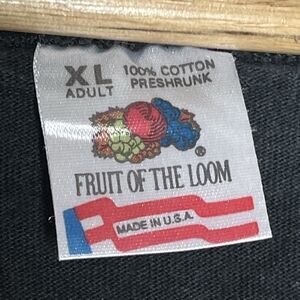 XL 100% COTTON
ADULT PRESHRUNK
FRUIT OF THE LOOM ®
MADE IN U.S.A.